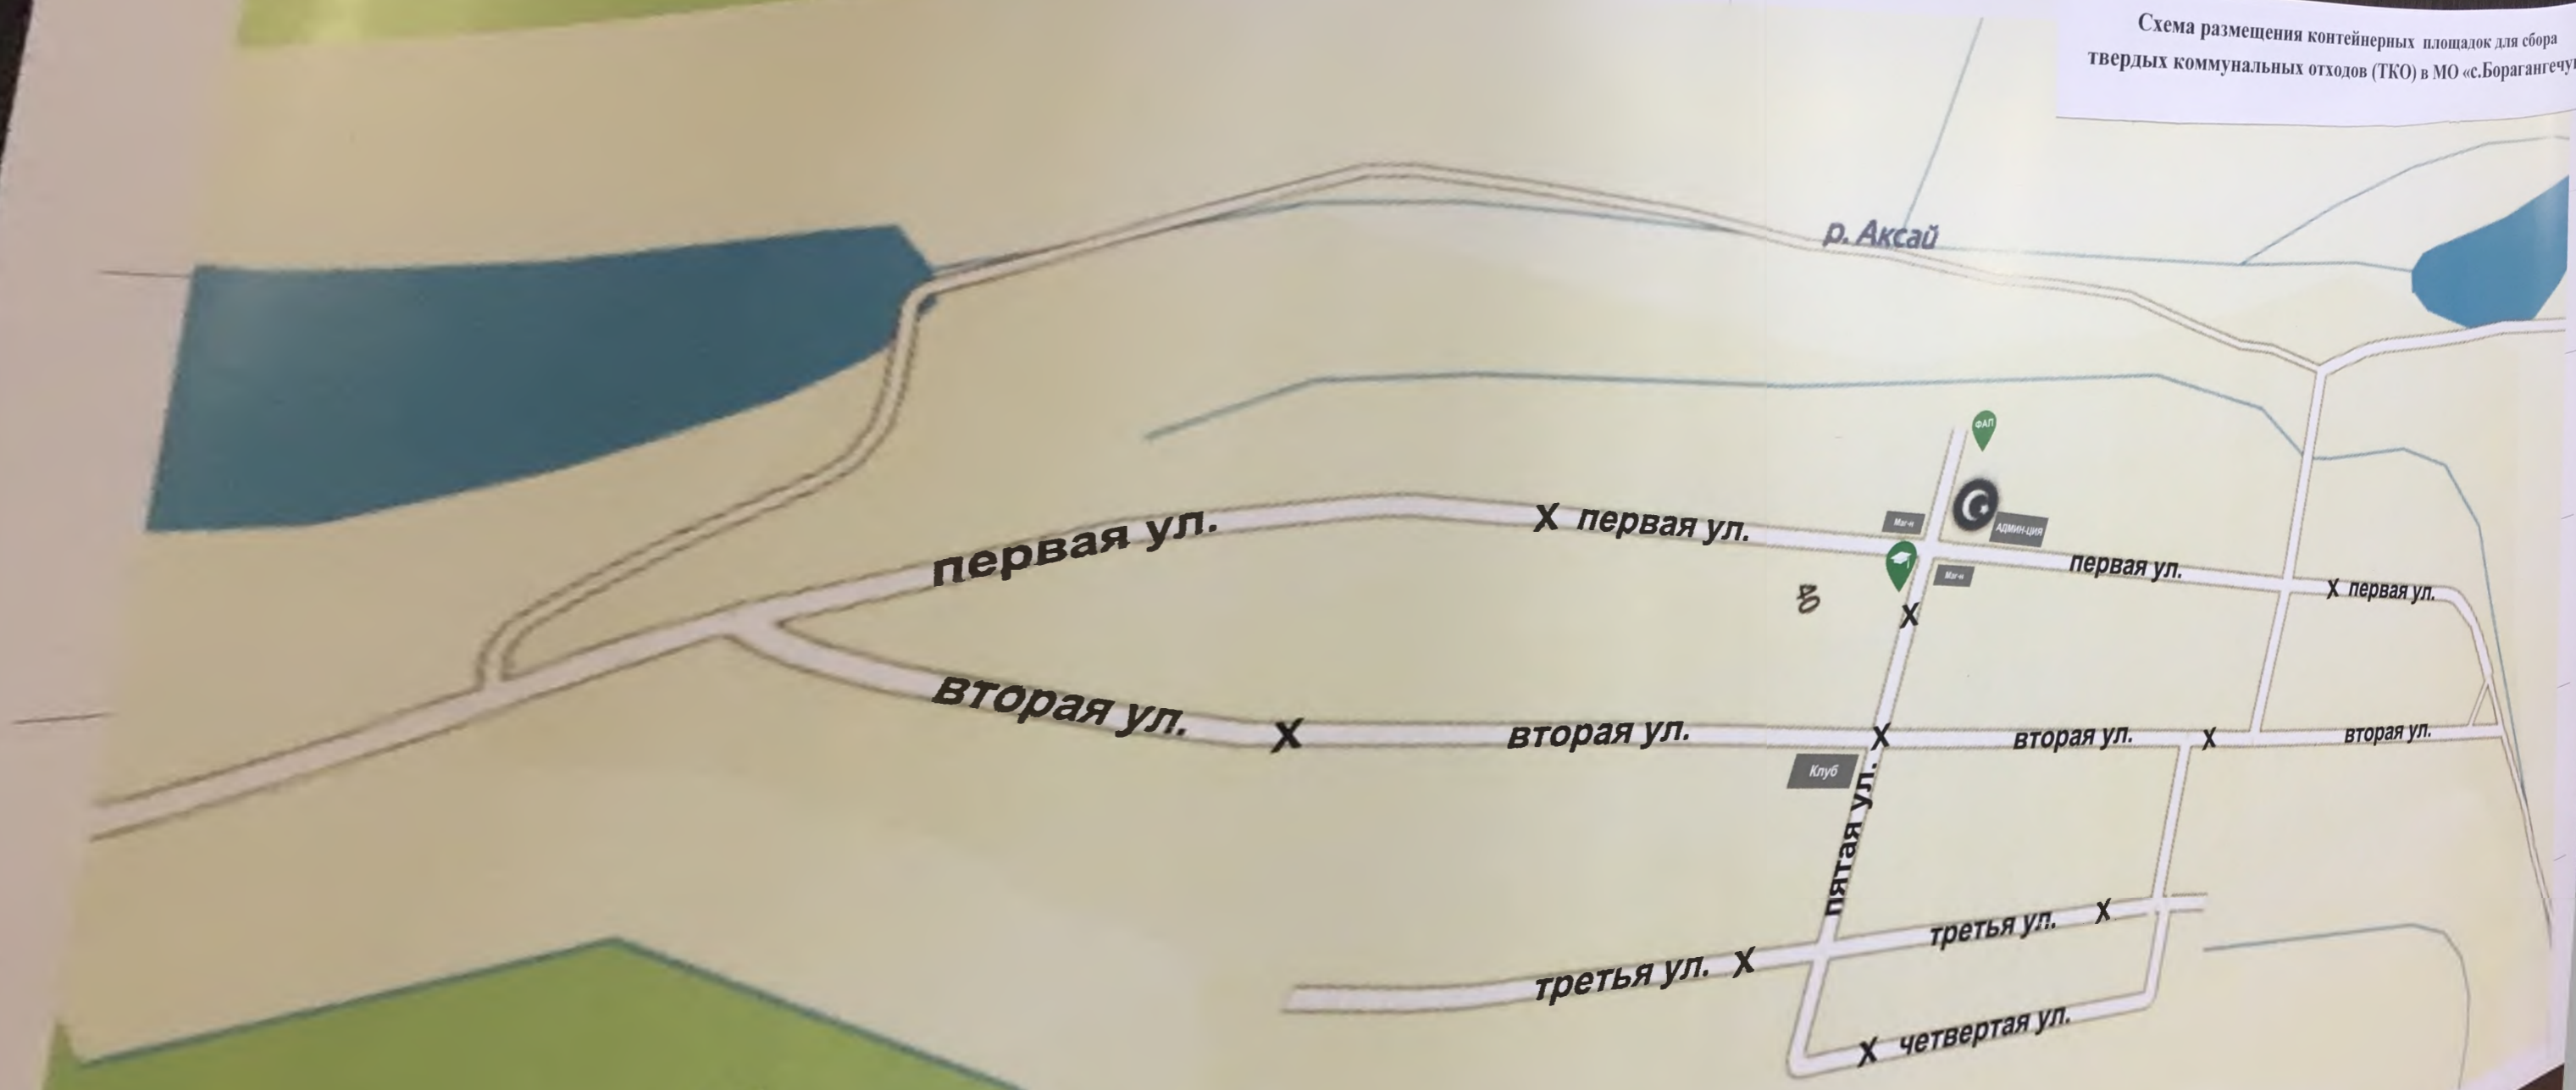 Схема размещения контейнерных площадок для сбора
твердых коммунальных отходов (ТКО) в МО «с.Борагангечу
р. Аксай
ФАП
Маг-н
АДМИН-ЦИЯ
первая ул.
X первая ул.
первая ул.
X первая ул.
Маг-н
40
X
вторая ул.
X
вторая ул.
X
вторая ул.
X
вторая ул.
Клуб
пятая ул.
третья ул. X
третья ул. X
X четвертая ул.